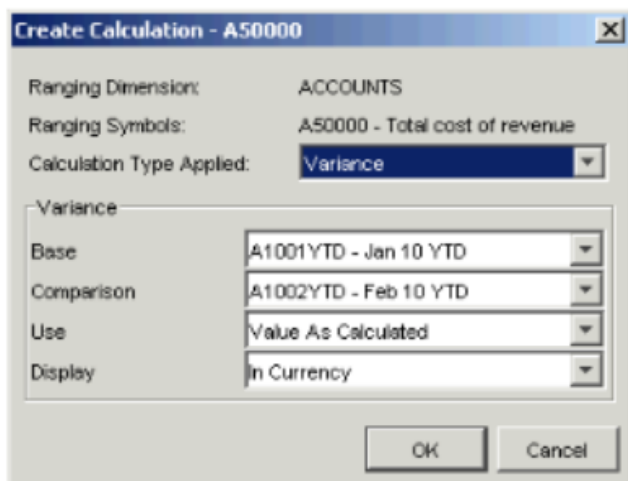 Create Calculation - A50000
Ranging Dimension: ACCOUNTS
Ranging Symbols: A50000 - Total cost of revenue
Calculation Type Applied: Variance
Variance
Base A1001YTD - Jan 10 YTD
Comparison A1002YTD - Feb 10 YTD
Use Value As Calculated
Display In Currency
OK Cancel